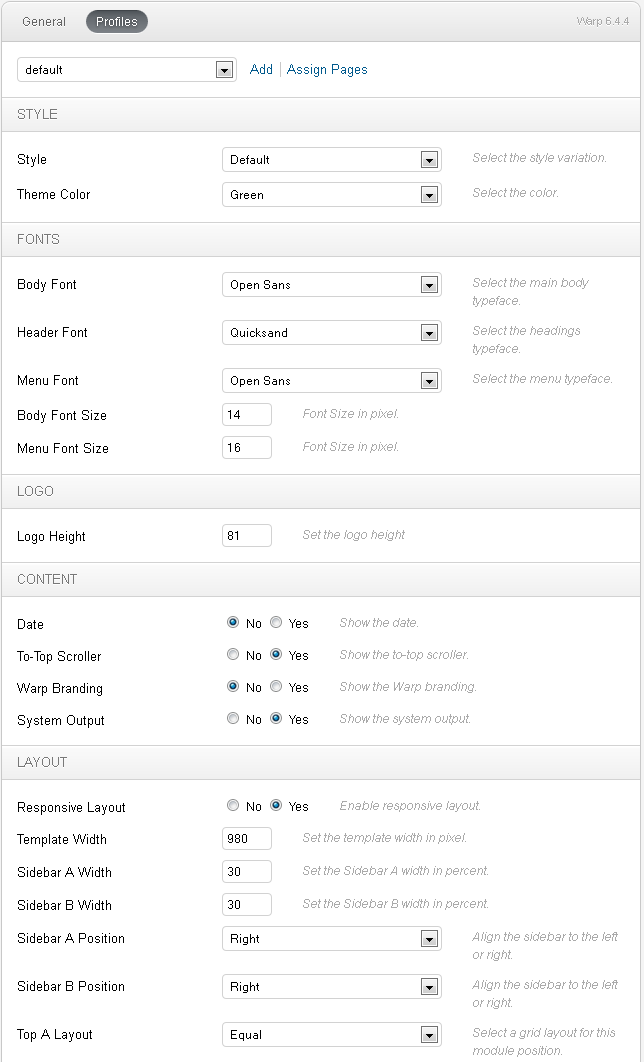 General Profiles Warp 6.4.4
default Add Assign Pages
STYLE
Style Default Select the style variation.
Theme Color Green Select the color.
FONTS
Body Font Open Sans Select the main body
typeface.
Header Font Quicksand Select the headings
typeface.
Menu Font Open Sans Select the menu typeface.
Body Font Size 14 Font Size in pixel.
Menu Font Size 16 Font Size in pixel.
LOGO
Logo Height 81 Set the logo height
CONTENT
Date No Yes Show the date.
To-Top Scroller No Yes Show the to-top scroller.
Warp Branding No Yes Show the Warp branding.
System Output No Yes Show the system output.
LAYOUT
Responsive Layout No Yes Enable responsive layout.
Template Width 980 Set the template width in pixel.
Sidebar A Width 30 Set the Sidebar A width in percent.
Sidebar B Width 30 Set the Sidebar B width in percent.
Sidebar A Position Right Align the sidebar to the left
or right.
Sidebar B Position Right Align the sidebar to the left
or right.
Top A Layout Equal Select a grid layout for this
module position.